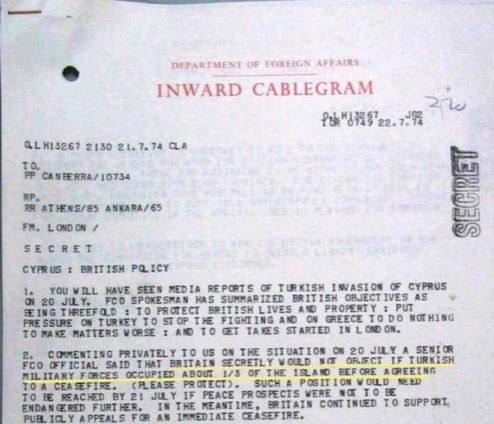 DEPARTMENT OF FOREIGN AFFAIRS
INWARD CABLEGRAM
O.LH13267 JG2
TOR 0749 22.7.74
O.LH13267 2130 21.7.74 CLA
TO.
PP CANBERRA/10734
RP.
RR ATHENS/85 ANKARA/65
FM. LONDON /
SECRET
S E C R E T
CYPRUS : BRITISH POLICY
1. YOU WILL HAVE SEEN MEDIA REPORTS OF TURKISH INVASION OF CYPRUS
ON 20 JULY. FCO SPOKESMAN HAS SUMMARIZED BRITISH OBJECTIVES AS
BEING THREEFOLD : TO PROTECT BRITISH LIVES AND PROPERTY : PUT
PRESSURE ON TURKEY TO STOP THE FIGHTING AND ON GREECE TO DO NOTHING
TO MAKE MATTERS WORSE : AND TO GET TAKES STARTED IN LONDON.
2. COMMENTING PRIVATELY TO US ON THE SITUATION ON 20 JULY A SENIOR
FCO OFFICIAL SAID THAT BRITAIN SECRETLY WOULD NOT OBJECT IF TURKISH
MILITARY FORCES OCCUPIED ABOUT 1/3 OF THE ISLAND BEFORE AGREEING
TO A CEASEFIRE. (PLEASE PROTECT). SUCH A POSITION WOULD NEED
TO BE REACHED BY 21 JULY IF PEACE PROSPECTS WERE NOT TO BE
ENDANGERED FURTHER. IN THE MEANTIME, BRITAIN CONTINUED TO SUPPORT
PUBLICLY APPEALS FOR AN IMMEDIATE CEASEFIRE.